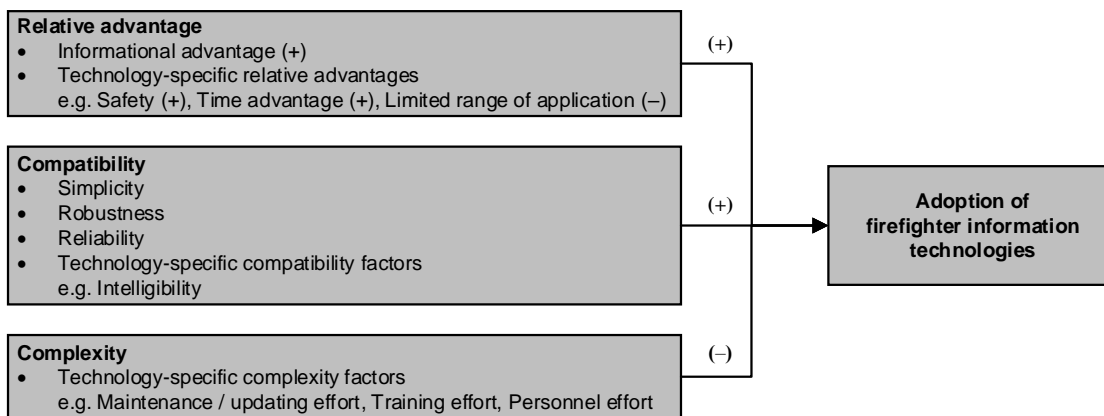 Relative advantage
• Informational advantage (+)
• Technology-specific relative advantages
e.g. Safety (+), Time advantage (+), Limited range of application (–)
(+)
Compatibility
• Simplicity
• Robustness
• Reliability
• Technology-specific compatibility factors
e.g. Intelligibility
(+)
Complexity
• Technology-specific complexity factors
e.g. Maintenance / updating effort, Training effort, Personnel effort
(–)
Adoption of
firefighter information
technologies